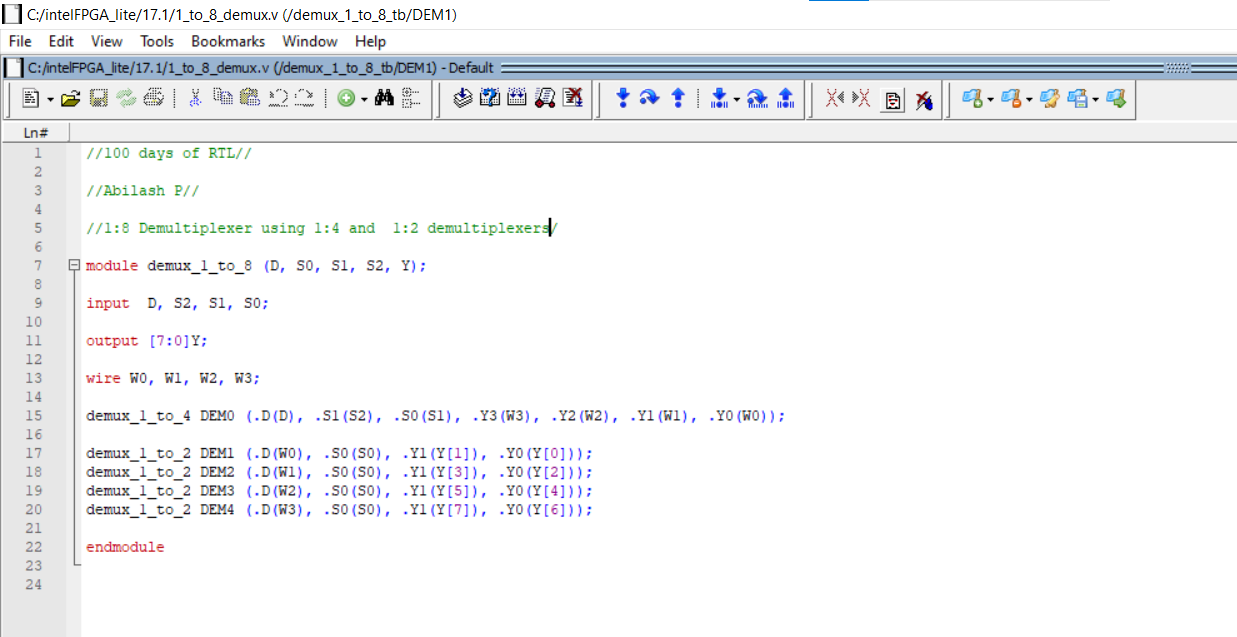 C:/intelFPGA_lite/17.1/1_to_8_demux.v (/demux_1_to_8_tb/DEM1)
File Edit View Tools Bookmarks Window Help
C:/intelFPGA_lite/17.1/1_to_8_demux.v (/demux_1_to_8_tb/DEM1) - Default
Ln#
1 //100 days of RTL//
2
3 //Abilash P//
4
5 //1:8 Demultiplexer using 1:4 and  1:2 demultiplexers/
6
7 module demux_1_to_8 (D, S0, S1, S2, Y);
8
9 input  D, S2, S1, S0;
10
11 output [7:0]Y;
12
13 wire W0, W1, W2, W3;
14
15 demux_1_to_4 DEM0 (.D(D), .S1(S2), .S0(S1), .Y3(W3), .Y2(W2), .Y1(W1), .Y0(W0));
16
17 demux_1_to_2 DEM1 (.D(W0), .S0(S0), .Y1(Y[1]), .Y0(Y[0]));
18 demux_1_to_2 DEM2 (.D(W1), .S0(S0), .Y1(Y[3]), .Y0(Y[2]));
19 demux_1_to_2 DEM3 (.D(W2), .S0(S0), .Y1(Y[5]), .Y0(Y[4]));
20 demux_1_to_2 DEM4 (.D(W3), .S0(S0), .Y1(Y[7]), .Y0(Y[6]));
21
22 endmodule
23
24